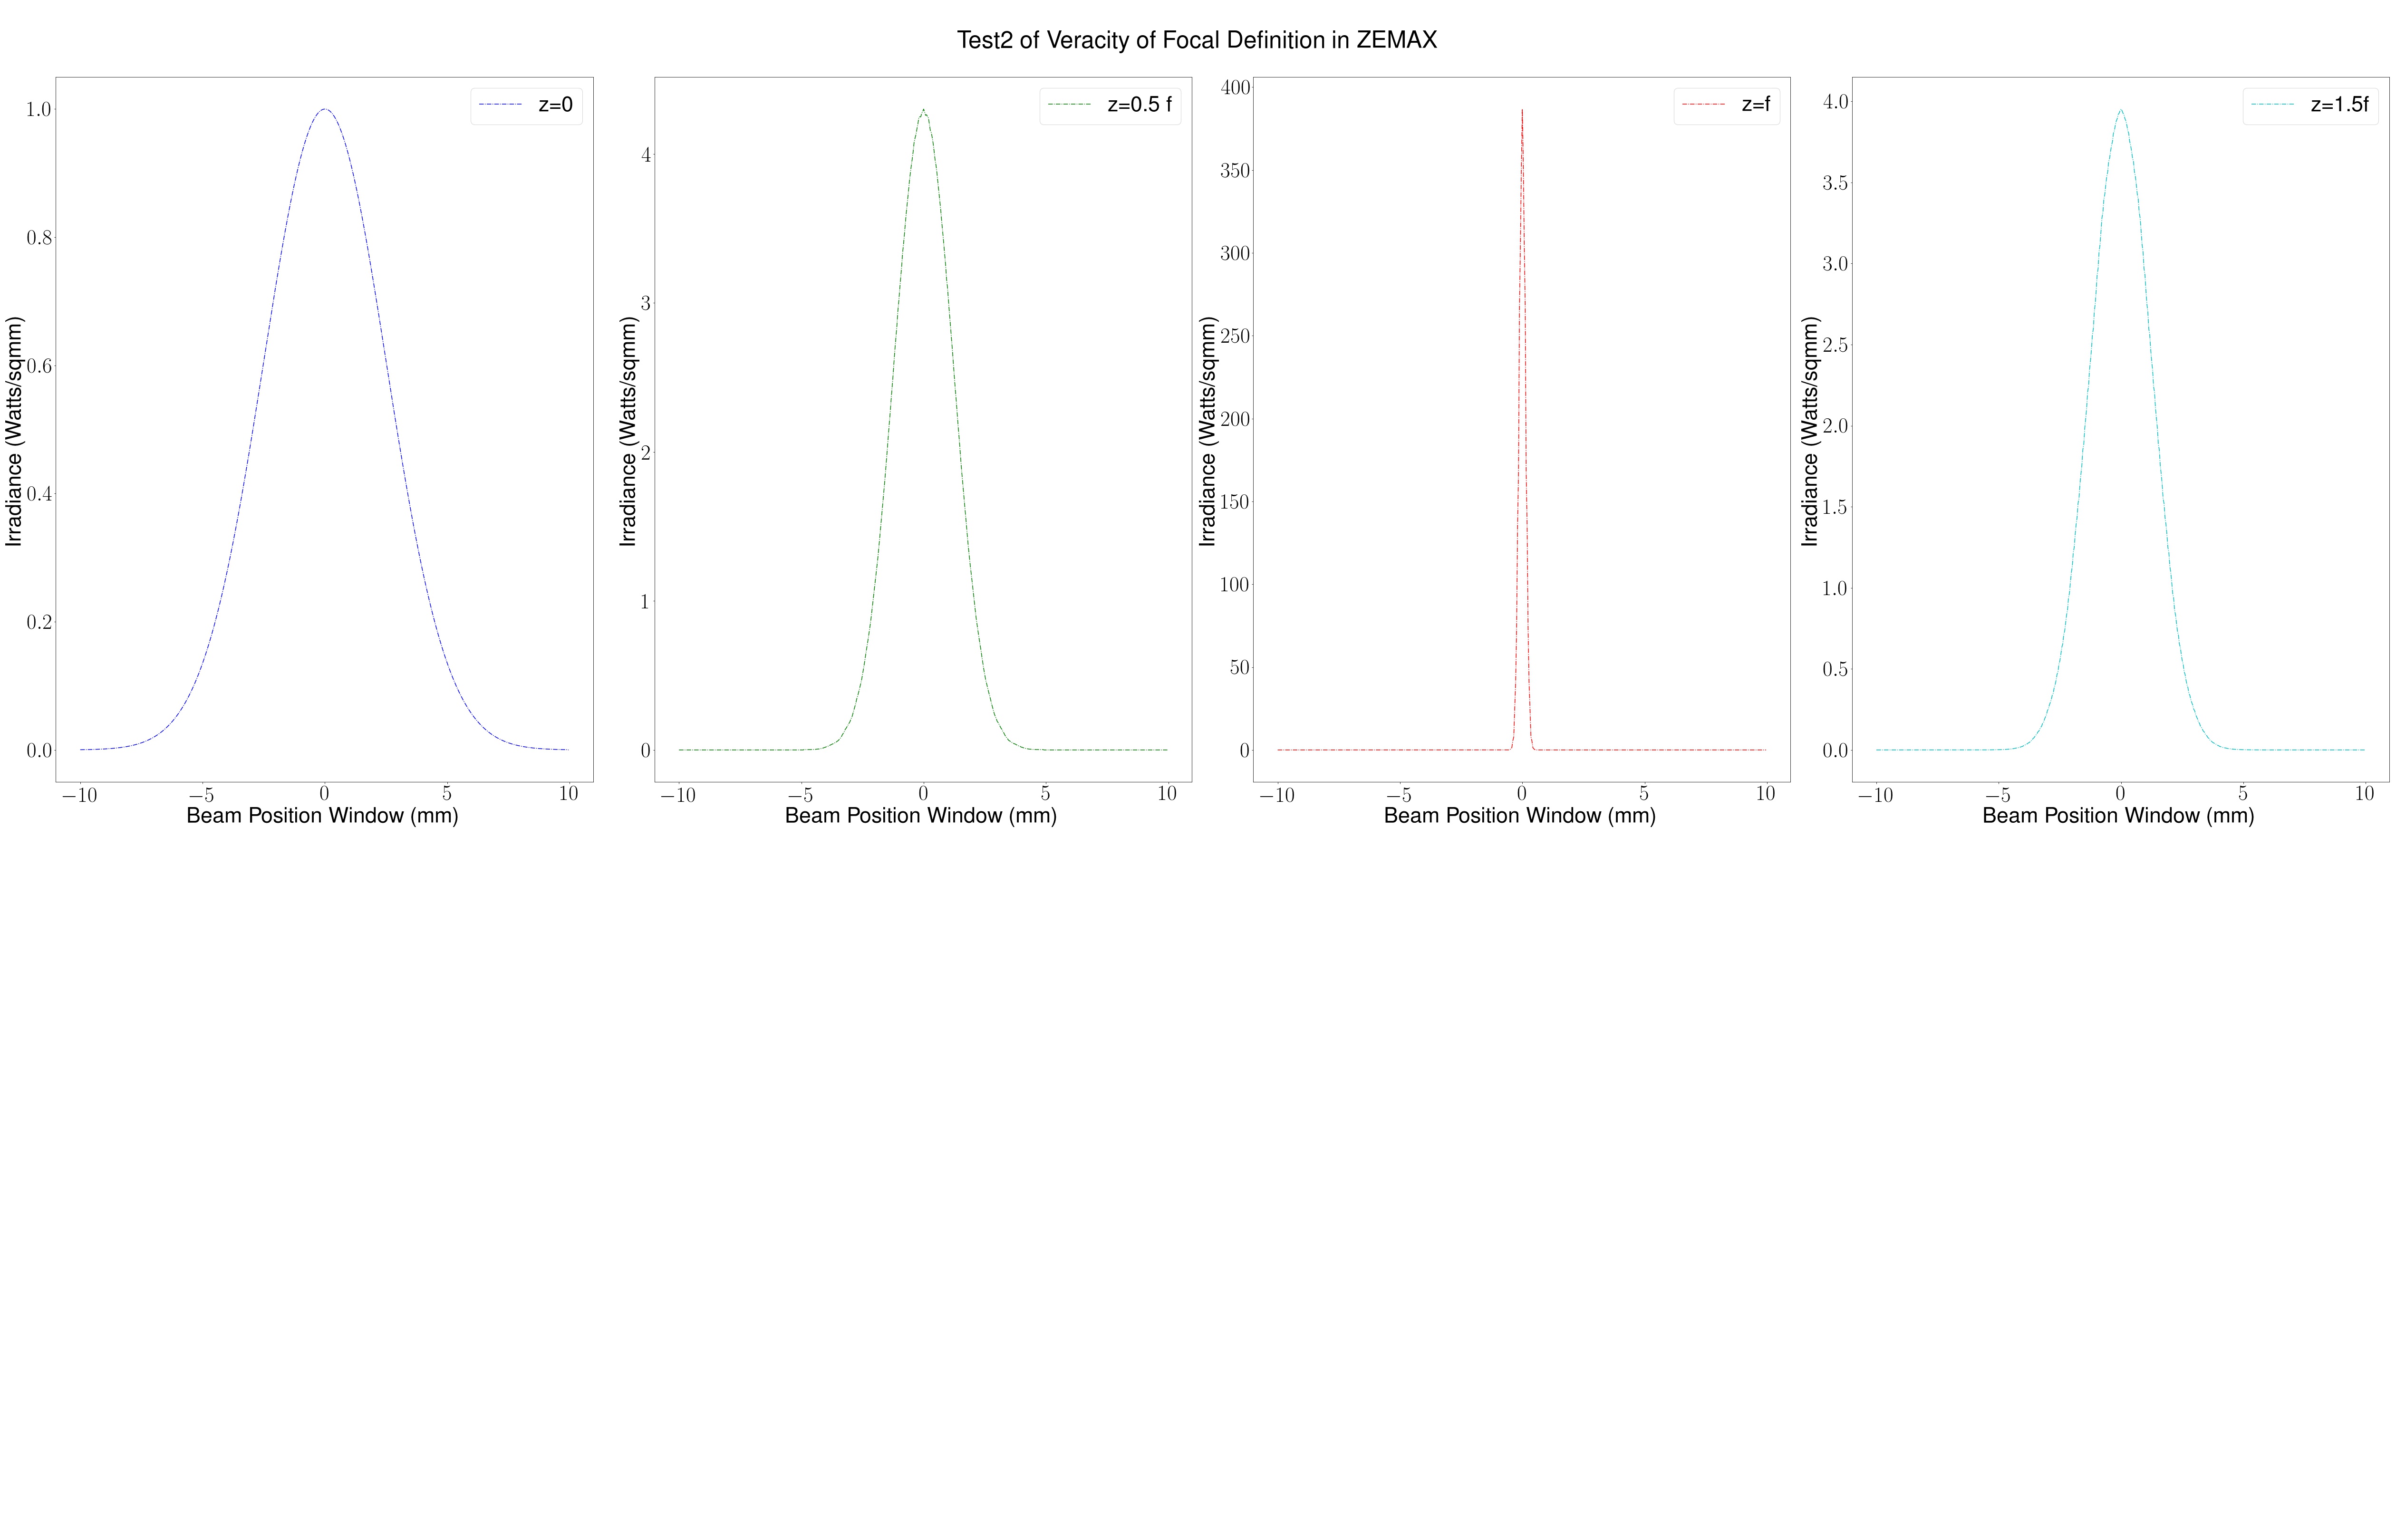 Test2 of Veracity of Focal Definition in ZEMAX
Irradiance (Watts/sqmm)
1.0
0.8
0.6
0.4
0.2
0.0
−10 −5 0 5 10
Beam Position Window (mm)
z=0
Irradiance (Watts/sqmm)
4
3
2
1
0
−10 −5 0 5 10
Beam Position Window (mm)
z=0.5 f
Irradiance (Watts/sqmm)
400
350
300
250
200
150
100
50
0
−10 −5 0 5 10
Beam Position Window (mm)
z=f
Irradiance (Watts/sqmm)
4.0
3.5
3.0
2.5
2.0
1.5
1.0
0.5
0.0
−10 −5 0 5 10
Beam Position Window (mm)
z=1.5f